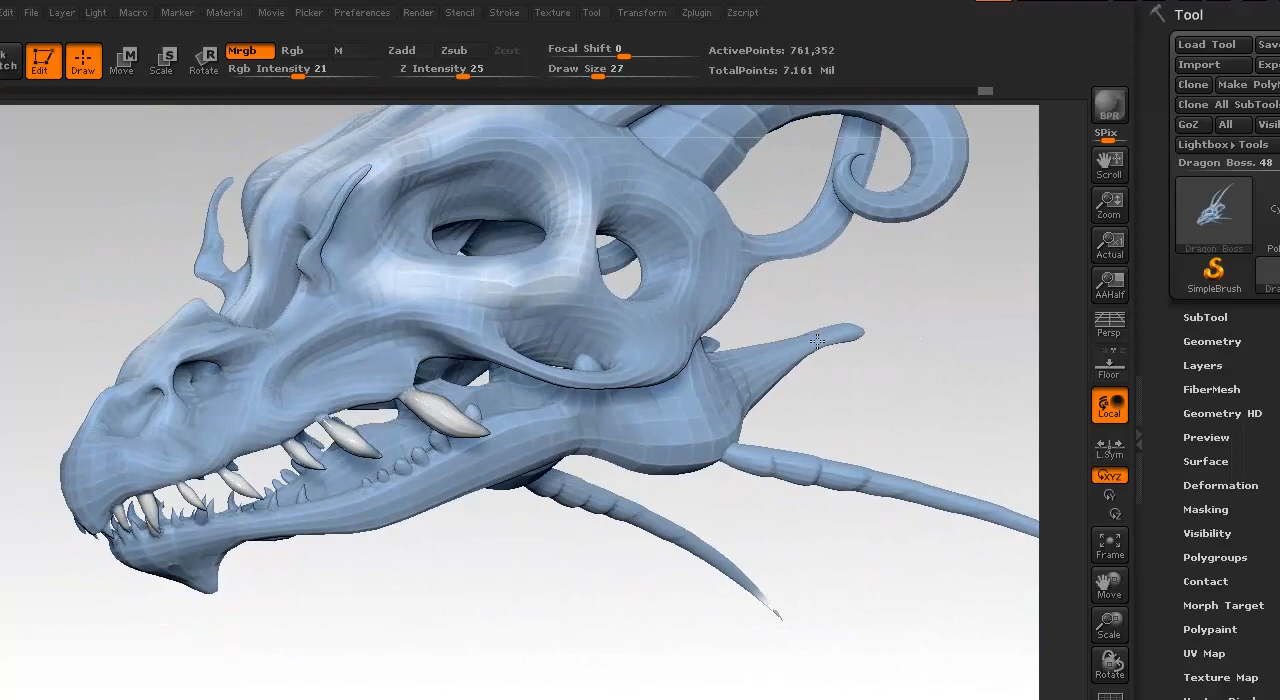 Edit File Layer Light Macro Marker Material Movie Picker Preferences Render Stencil Stroke Texture Tool Transform Zplugin Zscript
Tool
Edit Draw Move Scale Rotate
Mrgb Rgb M
Rgb Intensity 21
Zadd Zsub Zcut
Z Intensity 25
Focal Shift 0
Draw Size 27
ActivePoints: 761,352
TotalPoints: 7.161 Mil
Load Tool
Import
Clone Make Poly
Clone All SubTools
GoZ All
Lightbox▸Tools
Dragon Boss. 48
Dragon Boss
SimpleBrush
BPR
SPix
Scroll
Zoom
Actual
AAHalf
Persp
Floor
Local
L.Sym
XYZ
Frame
Move
Scale
Rotate
SubTool
Geometry
Layers
FiberMesh
Geometry HD
Preview
Surface
Deformation
Masking
Visibility
Polygroups
Contact
Morph Target
Polypaint
UV Map
Texture Map